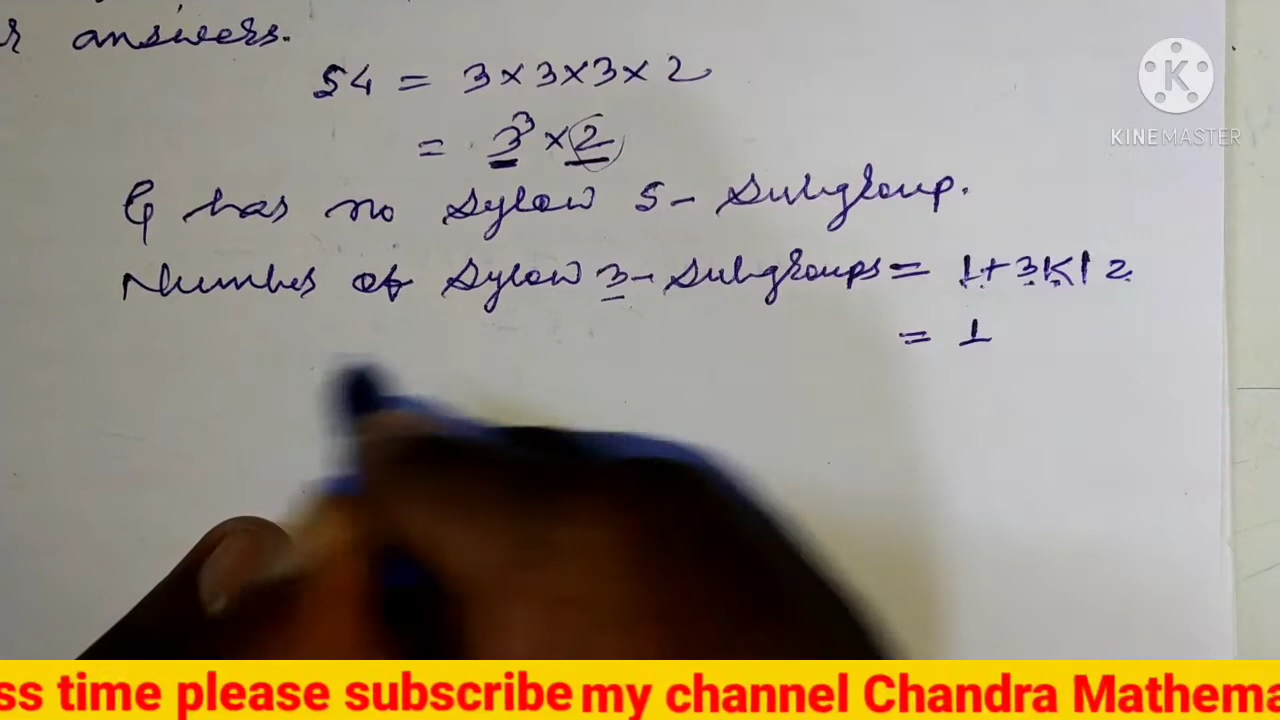 r answers.
54 = 3×3×3×2
= 3³ × 2
G has no Sylow 5- Subgroup.
Number of Sylow 3- Subgroups = 1+3K | 2
= 1
K
KINEMASTER
ss time please subscribe my channel Chandra Mathema